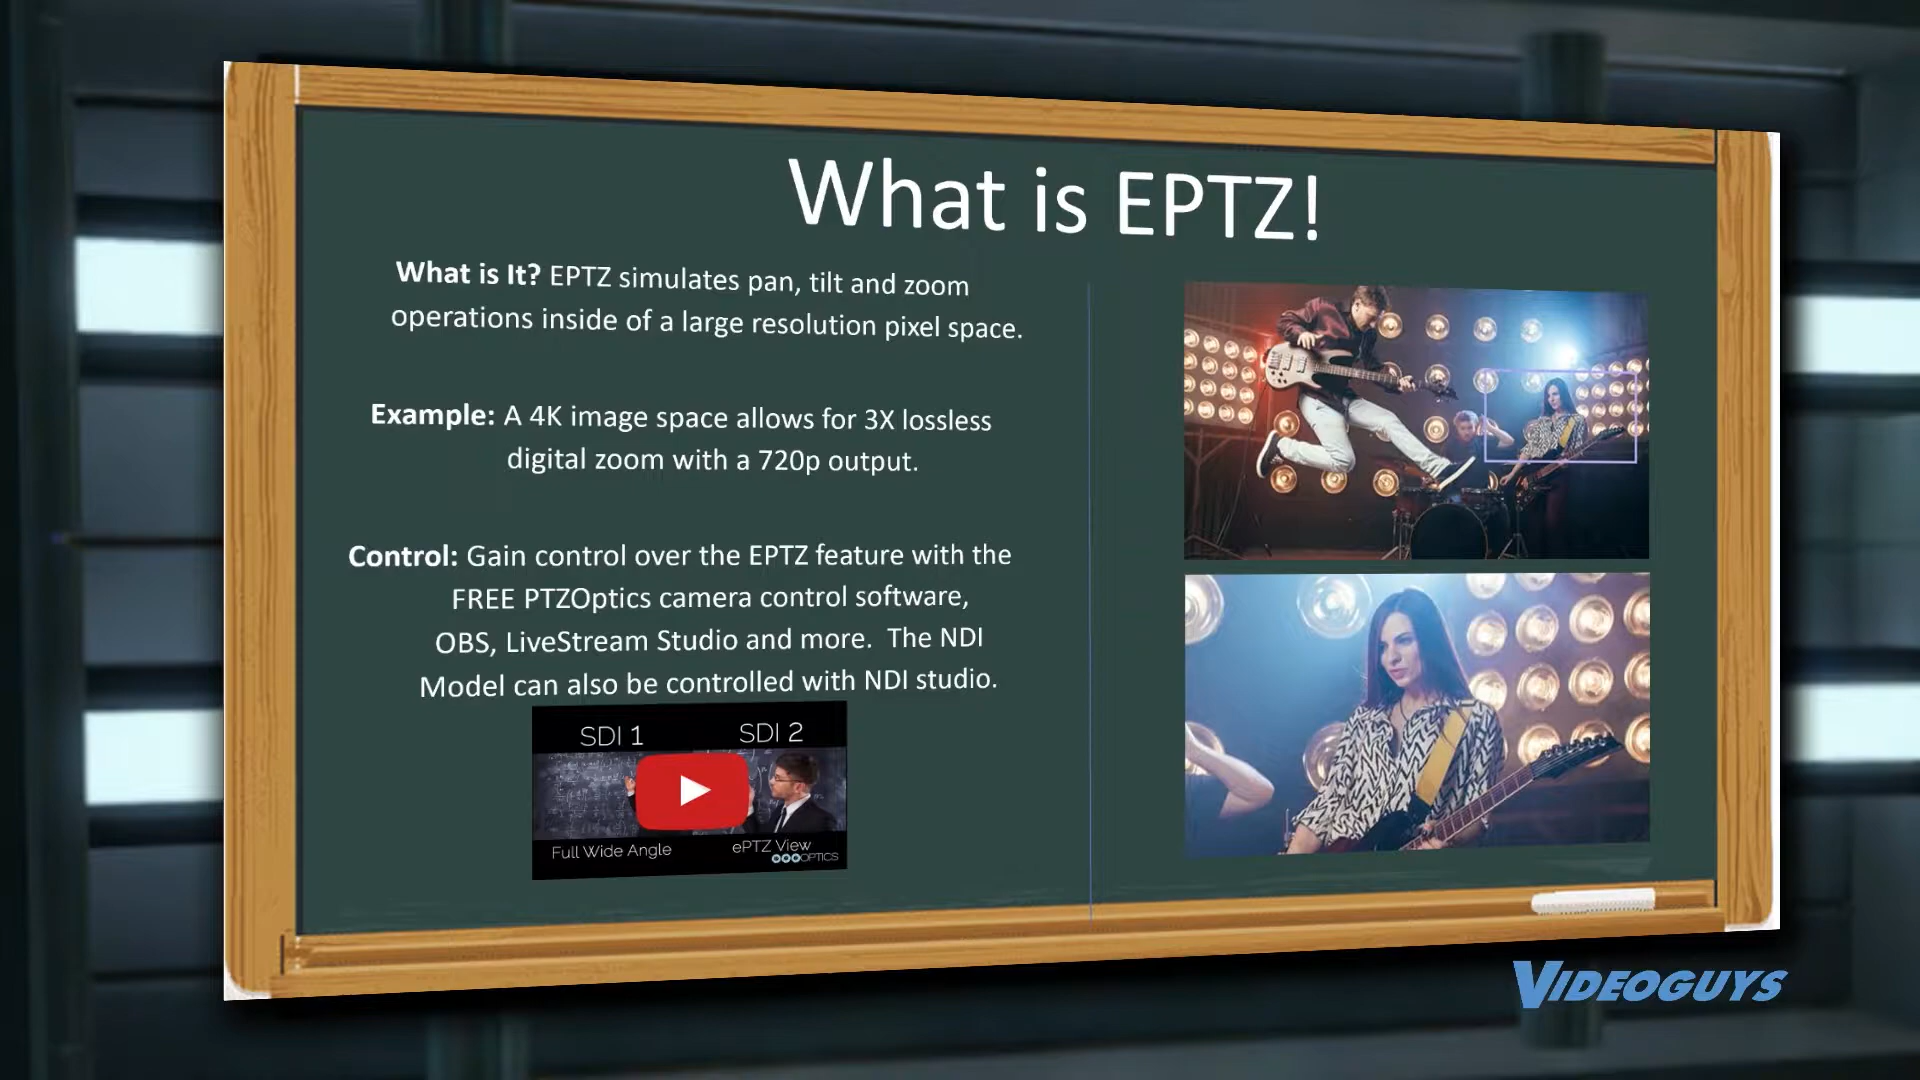 What is EPTZ!
What is It? EPTZ simulates pan, tilt and zoom
operations inside of a large resolution pixel space.
Example: A 4K image space allows for 3X lossless
digital zoom with a 720p output.
Control: Gain control over the EPTZ feature with the
FREE PTZOptics camera control software,
OBS, LiveStream Studio and more. The NDI
Model can also be controlled with NDI studio.
SDI 1 SDI 2
Full Wide Angle ePTZ View
OPTICS
VIDEOGUYS